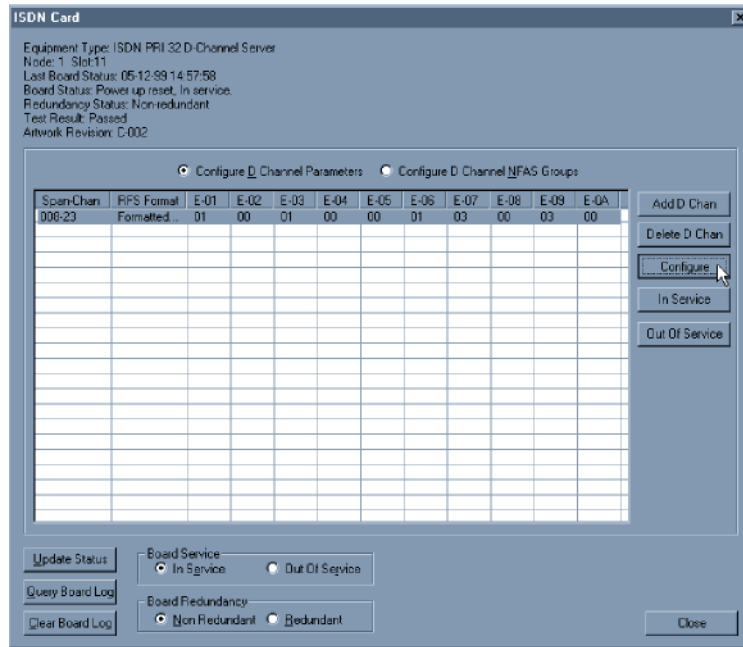 ISDN Card
Equipment Type: ISDN PRI 32 D-Channel Server
Node: 1 Slot:11
Last Board Status: 05-12-99 14:57:58
Board Status: Power up reset, In service.
Redundancy Status: Non-redundant
Test Result: Passed
Artwork Revision: C-002
Configure D Channel Parameters Configure D Channel NFAS Groups
Span-Chan RFS Format E-01 E-02 E-03 E-04 E-05 E-06 E-07 E-08 E-09 E-0A
008-23 Formatted... 01 00 01 00 00 01 03 00 03 00
Add D Chan
Delete D Chan
Configure
In Service
Out Of Service
Update Status
Query Board Log
Clear Board Log
Board Service
In Service Out Of Service
Board Redundancy
Non Redundant Redundant
Close